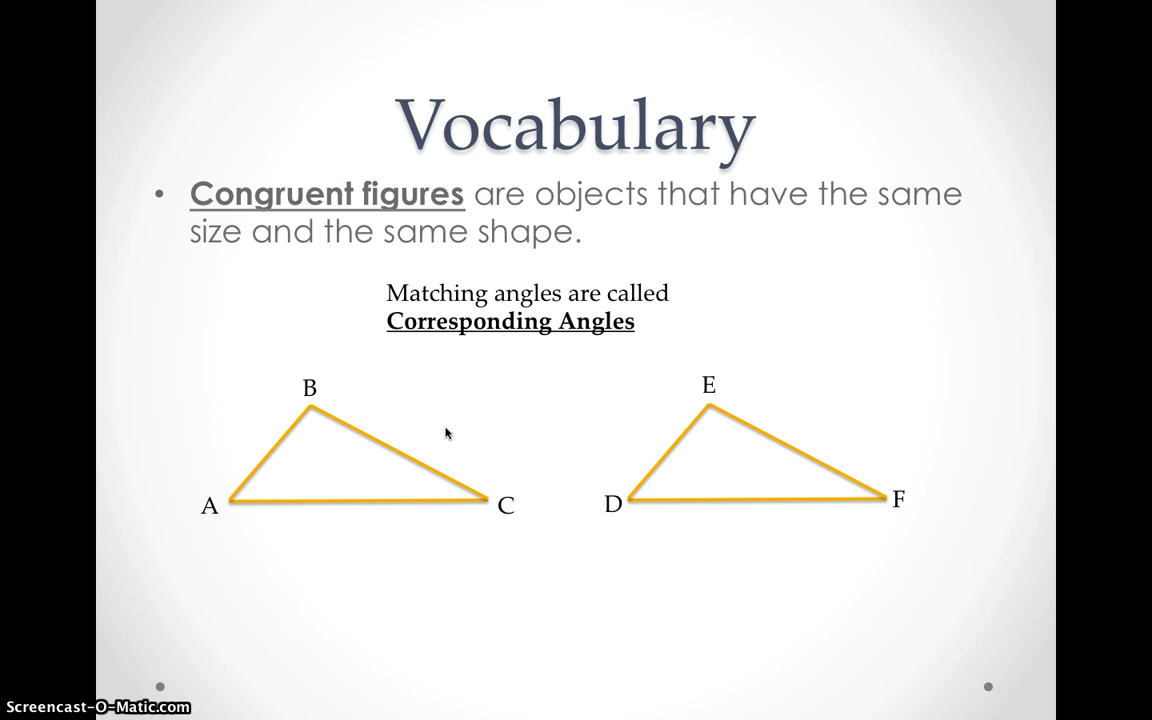 Vocabulary
• Congruent figures are objects that have the same
size and the same shape.
Matching angles are called
Corresponding Angles
B
E
A
C
D
F
Screencast-O-Matic.com